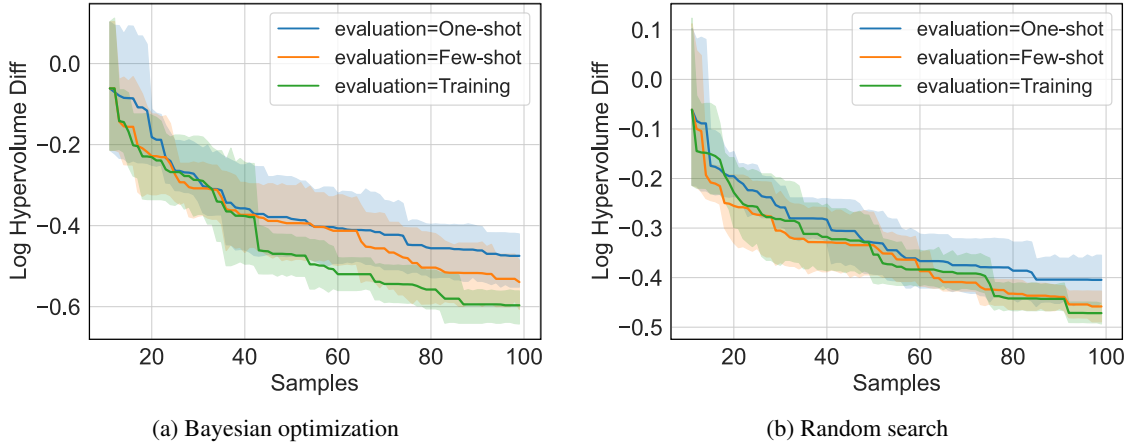 evaluation=One-shot
evaluation=Few-shot
evaluation=Training
Log Hypervolume Diff
0.0
−0.2
−0.4
−0.6
20
40
60
80
100
Samples
(a) Bayesian optimization
evaluation=One-shot
evaluation=Few-shot
evaluation=Training
Log Hypervolume Diff
0.1
0.0
−0.1
−0.2
−0.3
−0.4
−0.5
20
40
60
80
100
Samples
(b) Random search